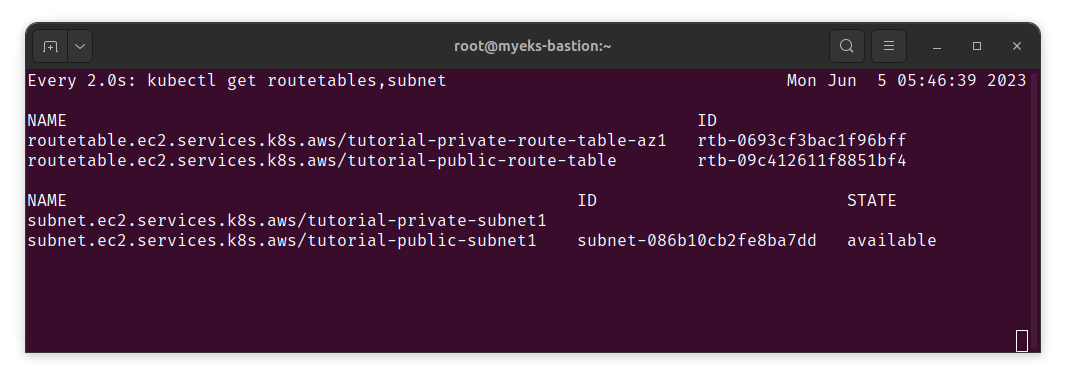 root@myeks-bastion:~
Every 2.0s: kubectl get routetables,subnet Mon Jun  5 05:46:39 2023
NAME ID
routetable.ec2.services.k8s.aws/tutorial-private-route-table-az1 rtb-0693cf3bac1f96bff
routetable.ec2.services.k8s.aws/tutorial-public-route-table rtb-09c412611f8851bf4
NAME ID STATE
subnet.ec2.services.k8s.aws/tutorial-private-subnet1
subnet.ec2.services.k8s.aws/tutorial-public-subnet1 subnet-086b10cb2fe8ba7dd available